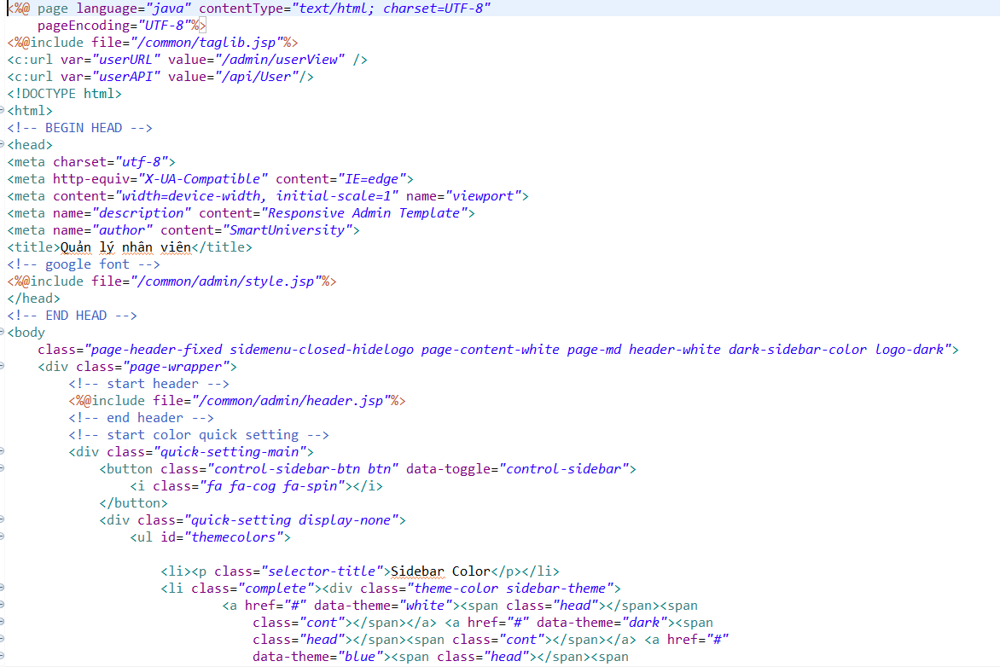 <%@ page language="java" contentType="text/html; charset=UTF-8"
pageEncoding="UTF-8"%>
<%@include file="/common/taglib.jsp"%>
<c:url var="userURL" value="/admin/userView" />
<c:url var="userAPI" value="/api/User"/>
<!DOCTYPE html>
<html>
<!-- BEGIN HEAD -->
<head>
<meta charset="utf-8">
<meta http-equiv="X-UA-Compatible" content="IE=edge">
<meta content="width=device-width, initial-scale=1" name="viewport">
<meta name="description" content="Responsive Admin Template">
<meta name="author" content="SmartUniversity">
<title>Quản lý nhân viên</title>
<!-- google font -->
<%@include file="/common/admin/style.jsp"%>
</head>
<!-- END HEAD -->
<body
class="page-header-fixed sidemenu-closed-hidelogo page-content-white page-md header-white dark-sidebar-color logo-dark">
<div class="page-wrapper">
<!-- start header -->
<%@include file="/common/admin/header.jsp"%>
<!-- end header -->
<!-- start color quick setting -->
<div class="quick-setting-main">
<button class="control-sidebar-btn btn" data-toggle="control-sidebar">
<i class="fa fa-cog fa-spin"></i>
</button>
<div class="quick-setting display-none">
<ul id="themecolors">
<li><p class="selector-title">Sidebar Color</p></li>
<li class="complete"><div class="theme-color sidebar-theme">
<a href="#" data-theme="white"><span class="head"></span><span
class="cont"></span></a> <a href="#" data-theme="dark"><span
class="head"></span><span class="cont"></span></a> <a href="#"
data-theme="blue"><span class="head"></span><span